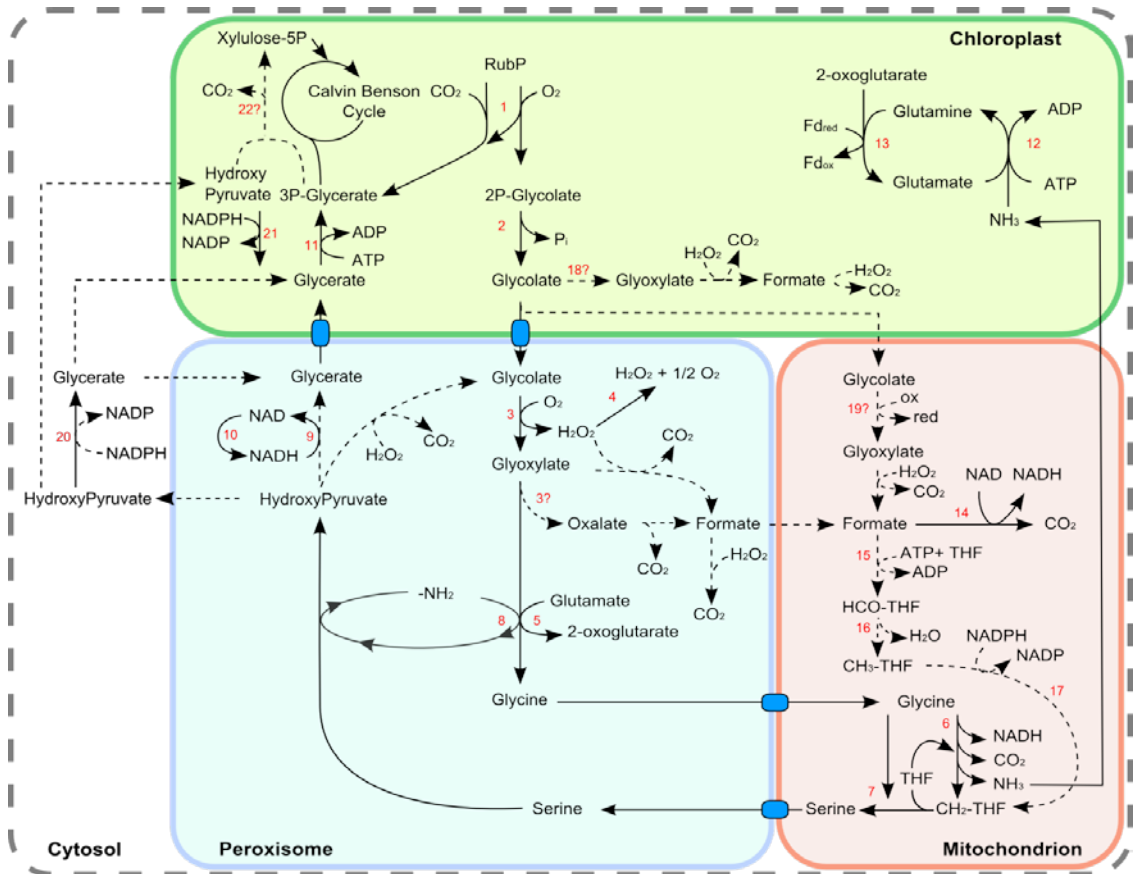 Xylulose-5P
Chloroplast
RubP
2-oxoglutarate
CO₂
22?
Calvin Benson
Cycle
CO₂
1
O₂
Glutamine
ADP
Fdred
13
12
Fdox
Glutamate
ATP
Hydroxy
Pyruvate
3P-Glycerate
2P-Glycolate
NH₃
NADPH
21
NADP
11
ADP
ATP
2
Pi
Glycerate
Glycolate
18?
Glyoxylate
H₂O₂
CO₂
Formate
H₂O₂
CO₂
Glycerate
Glycerate
Glycolate
H₂O₂ + 1/2 O₂
Glycolate
NADP
20
NADPH
NAD
10
9
NADH
3
O₂
H₂O₂
4
CO₂
H₂O₂
CO₂
19?
ox
red
Glyoxylate
Glyoxylate
H₂O₂
CO₂
NAD
NADH
HydroxyPyruvate
HydroxyPyruvate
3?
Oxalate
Formate
Formate
14
CO₂
CO₂
H₂O₂
CO₂
15
ATP+ THF
ADP
-NH₂
Glutamate
8
5
2-oxoglutarate
HCO-THF
16
H₂O
NADPH
NADP
CH₃-THF
17
Glycine
Glycine
6
NADH
CO₂
THF
NH₃
7
Serine
Serine
CH₂-THF
Cytosol
Peroxisome
Mitochondrion